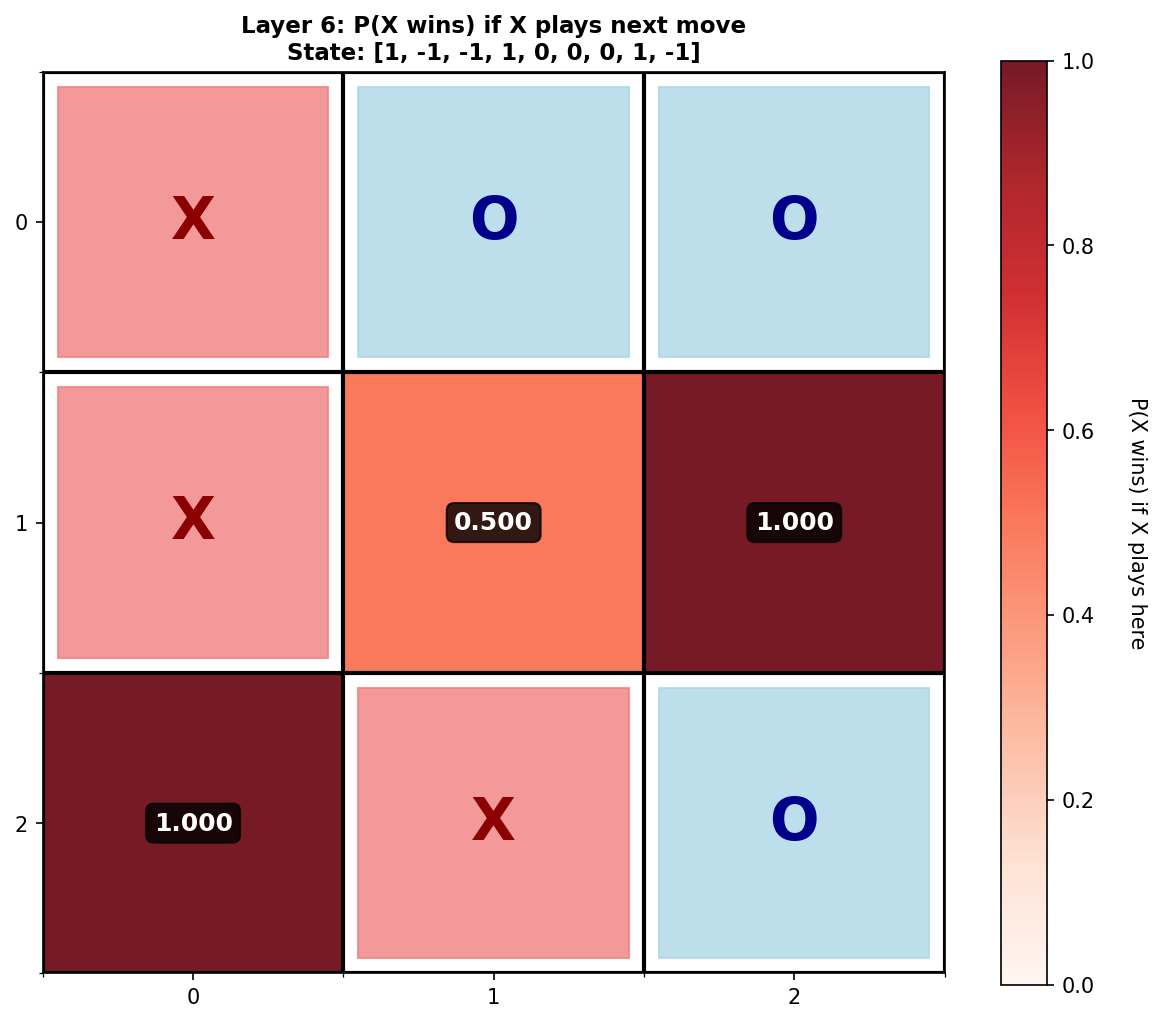 Layer 6: P(X wins) if X plays next move
State: [1, -1, -1, 1, 0, 0, 0, 1, -1]
0
X
O
O
1
X
0.500
1.000
2
1.000
X
O
0
1
2
1.0
0.8
0.6
0.4
0.2
0.0
P(X wins) if X plays here